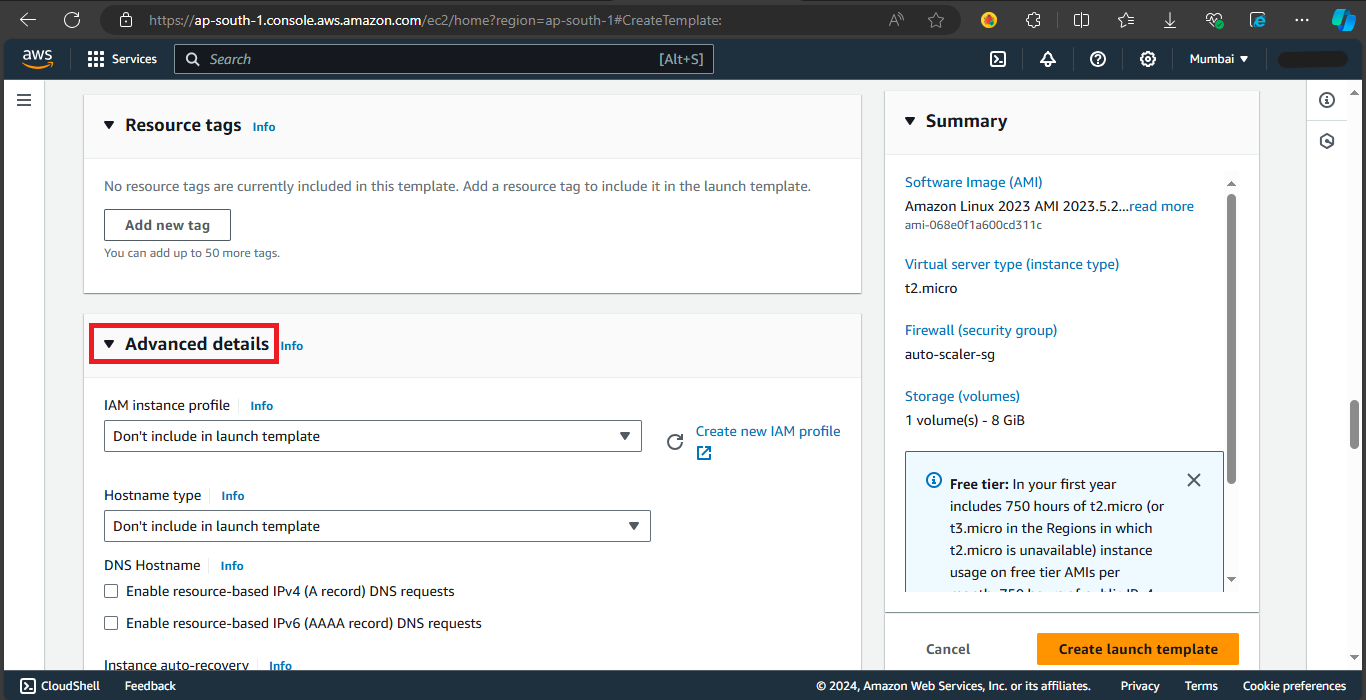 https://ap-south-1.console.aws.amazon.com/ec2/home?region=ap-south-1#CreateTemplate:
aws
Services
Search
[Alt+S]
Mumbai
Resource tags Info
No resource tags are currently included in this template. Add a resource tag to include it in the launch template.
Add new tag
You can add up to 50 more tags.
Advanced details Info
IAM instance profile Info
Don't include in launch template
Create new IAM profile
Hostname type Info
Don't include in launch template
DNS Hostname Info
Enable resource-based IPv4 (A record) DNS requests
Enable resource-based IPv6 (AAAA record) DNS requests
Instance auto-recovery Info
Summary
Software Image (AMI)
Amazon Linux 2023 AMI 2023.5.2...read more
ami-068e0f1a600cd311c
Virtual server type (instance type)
t2.micro
Firewall (security group)
auto-scaler-sg
Storage (volumes)
1 volume(s) - 8 GiB
Free tier: In your first year
includes 750 hours of t2.micro (or
t3.micro in the Regions in which
t2.micro is unavailable) instance
usage on free tier AMIs per
month, 750 hours of public IPv4
Cancel
Create launch template
CloudShell
Feedback
© 2024, Amazon Web Services, Inc. or its affiliates.
Privacy
Terms
Cookie preferences